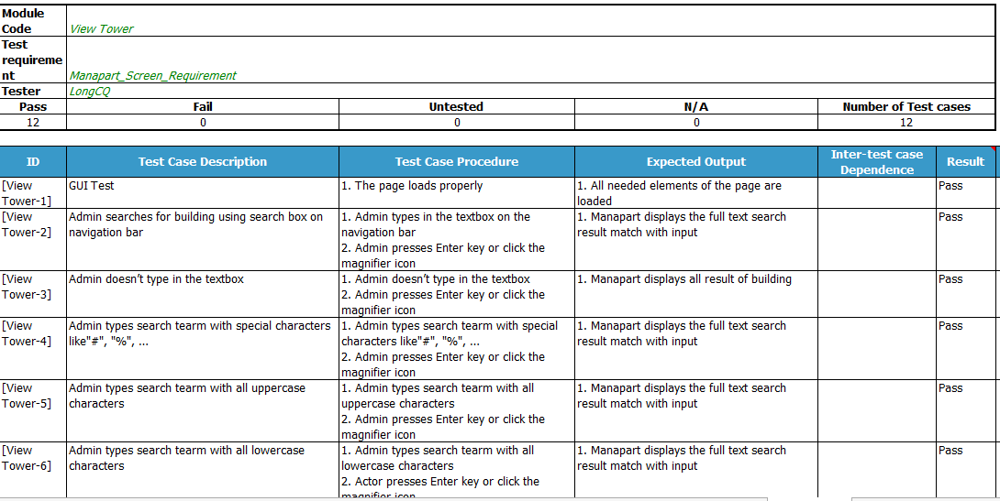 Module
Code
View Tower
Test
requireme
nt
Manapart_Screen_Requirement
Tester
LongCQ
Pass
Fail
Untested
N/A
Number of Test cases
12
0
0
0
12
ID
Test Case Description
Test Case Procedure
Expected Output
Inter-test case
Dependence
Result
[View
Tower-1]
GUI Test
1. The page loads properly
1. All needed elements of the page are
loaded
Pass
[View
Tower-2]
Admin searches for building using search box on
navigation bar
1. Admin types in the textbox on the
navigation bar
2. Admin presses Enter key or click the
magnifier icon
1. Manapart displays the full text search
result match with input
Pass
[View
Tower-3]
Admin doesn't type in the textbox
1. Admin doesn't type in the textbox
2. Admin presses Enter key or click the
magnifier icon
1. Manapart displays all result of building
Pass
[View
Tower-4]
Admin types search tearm with special characters
like"#", "%", ...
1. Admin types search tearm with special
characters like"#", "%", ...
2. Admin presses Enter key or click the
magnifier icon
1. Manapart displays the full text search
result match with input
Pass
[View
Tower-5]
Admin types search tearm with all uppercase
characters
1. Admin types search tearm with all
uppercase characters
2. Admin presses Enter key or click the
magnifier icon
1. Manapart displays the full text search
result match with input
Pass
[View
Tower-6]
Admin types search tearm with all lowercase
characters
1. Admin types search tearm with all
lowercase characters
2. Actor presses Enter key or click the
magnifier icon
1. Manapart displays the full text search
result match with input
Pass